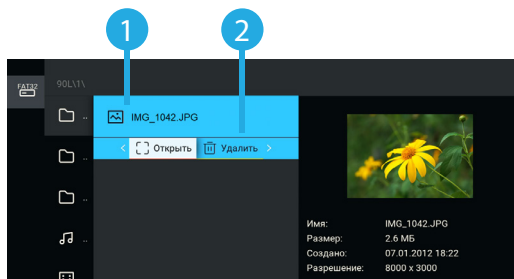 1
2
FAT32
90L\1\
..
IMG_1042.JPG
..
< Открыть Удалить >
..
..
Имя: IMG_1042.JPG
Размер: 2.6 МБ
Создано: 07.01.2012 18:22
Разрешение: 8000 x 3000